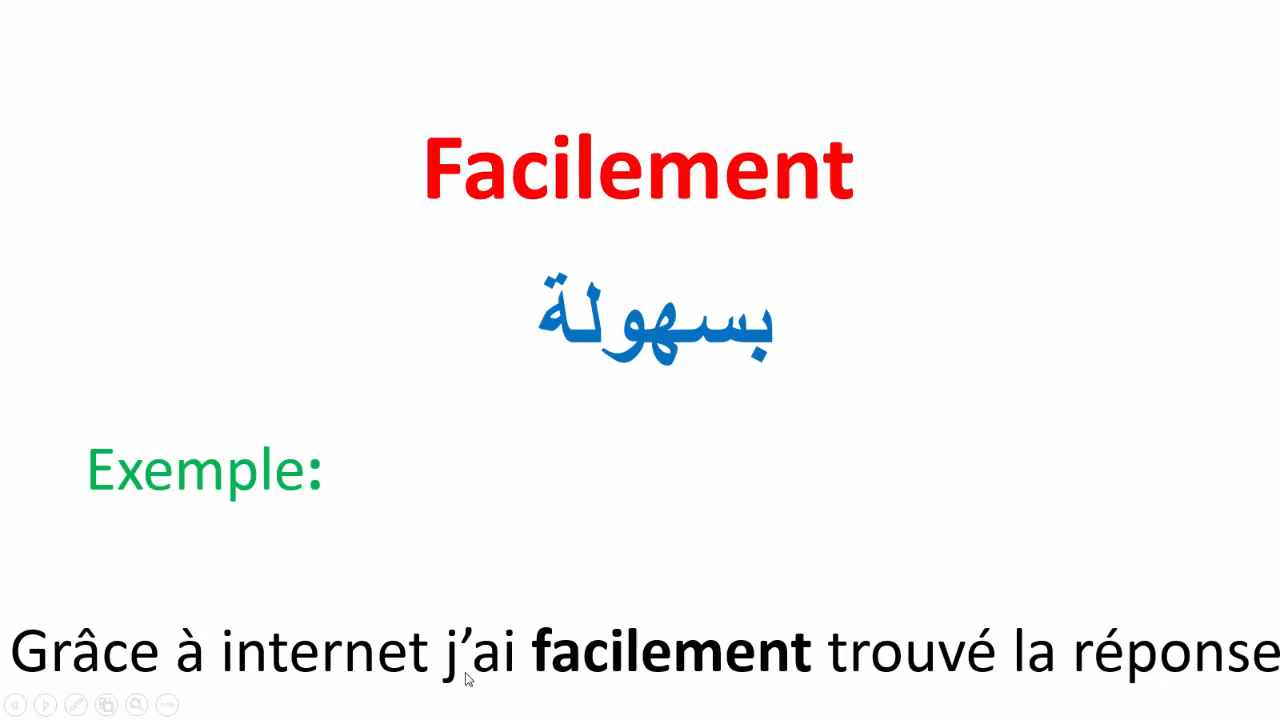 Facilement
بسهولة
Exemple:
Grâce à internet j’ai facilement trouvé la réponse